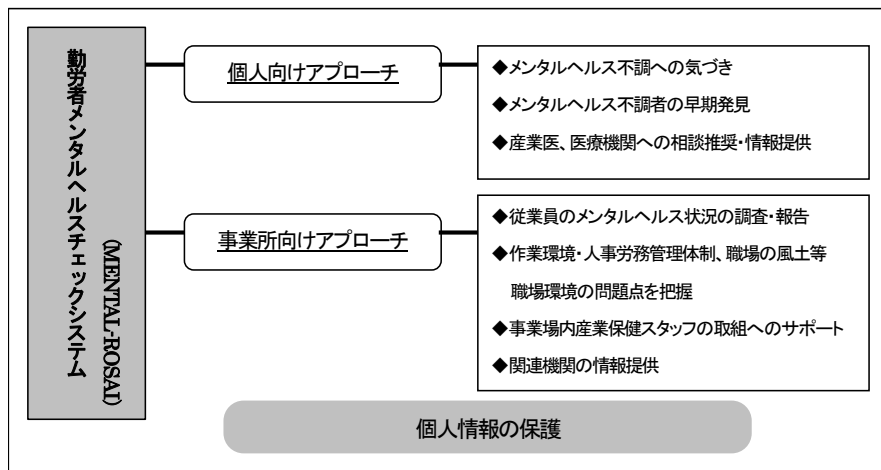 勤労者メンタルヘルスチェックシステム
(MENTAL-ROSAI)
個人向けアプローチ
◆メンタルヘルス不調への気づき
◆メンタルヘルス不調者の早期発見
◆産業医、医療機関への相談推奨・情報提供
事業所向けアプローチ
◆従業員のメンタルヘルス状況の調査・報告
◆作業環境・人事労務管理体制、職場の風土等
職場環境の問題点を把握
◆事業場内産業保健スタッフの取組へのサポート
◆関連機関の情報提供
個人情報の保護